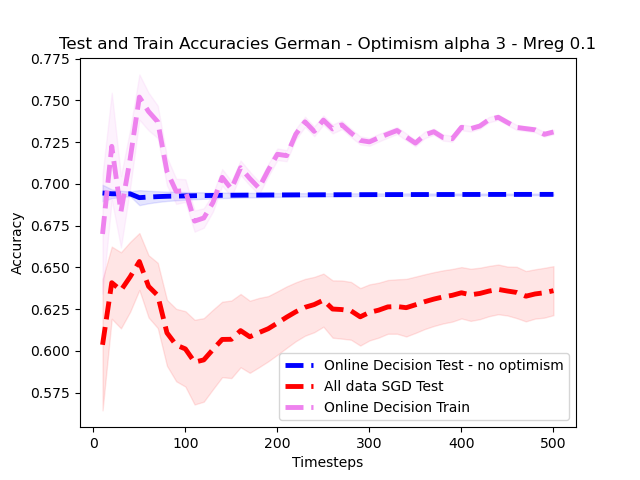 Test and Train Accuracies German - Optimism alpha 3 - Mreg 0.1
0.775
0.750
0.725
0.700
0.675
0.650
0.625
0.600
0.575
Accuracy
Online Decision Test - no optimism
All data SGD Test
Online Decision Train
0 100 200 300 400 500
Timesteps